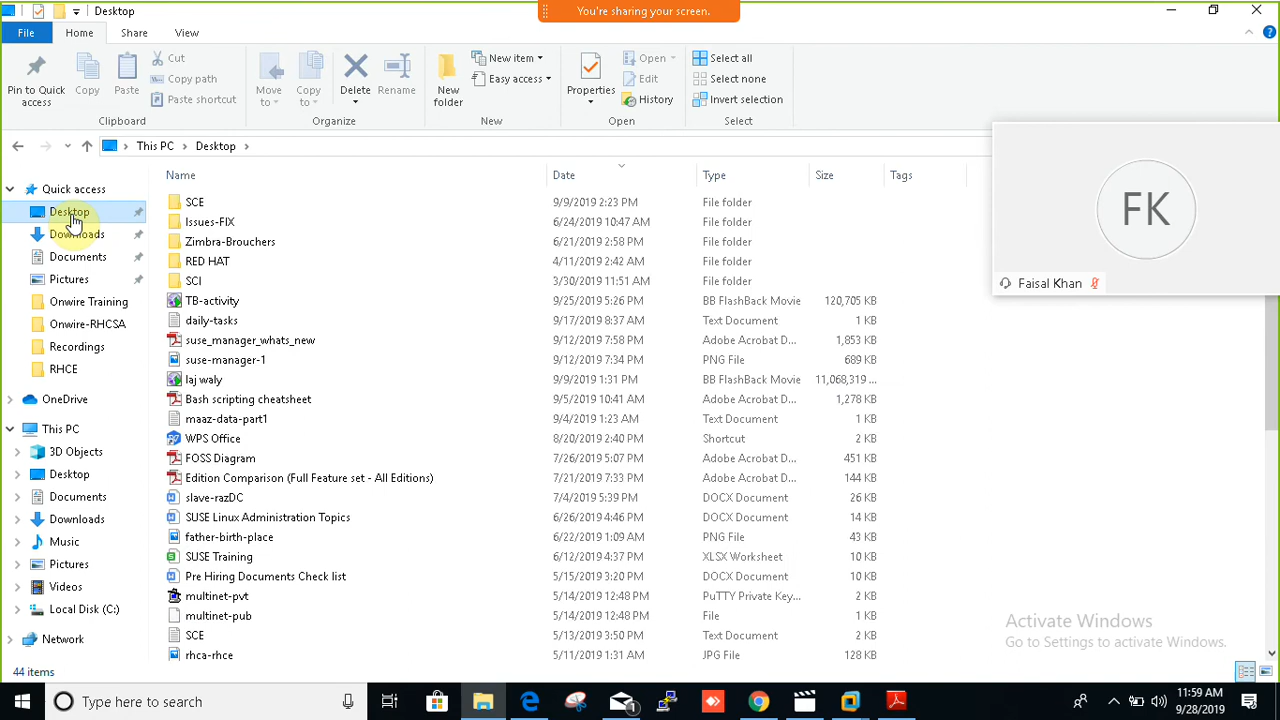 Desktop
You're sharing your screen.
File Home Share View
Pin to Quick access
Copy
Paste
Cut
Copy path
Paste shortcut
Clipboard
Move to
Copy to
Delete
Rename
Organize
New folder
New item
Easy access
New
Properties
Open
Edit
History
Open
Select all
Select none
Invert selection
Select
This PC Desktop
Quick access
Desktop
Downloads
Documents
Pictures
Onwire Training
Onwire-RHCSA
Recordings
RHCE
OneDrive
This PC
3D Objects
Desktop
Documents
Downloads
Music
Pictures
Videos
Local Disk (C:)
Network
Name Date Type Size Tags
SCE 9/9/2019 2:23 PM File folder
Issues-FIX 6/24/2019 10:47 AM File folder
Zimbra-Brouchers 6/21/2019 2:58 PM File folder
RED HAT 4/11/2019 2:42 AM File folder
SCI 3/30/2019 11:51 AM File folder
TB-activity 9/25/2019 5:26 PM BB FlashBack Movie 120,705 KB
daily-tasks 9/17/2019 8:37 AM Text Document 1 KB
suse_manager_whats_new 9/12/2019 7:58 PM Adobe Acrobat D... 1,853 KB
suse-manager-1 9/12/2019 7:34 PM PNG File 689 KB
laj waly 9/9/2019 1:31 PM BB FlashBack Movie 11,068,319 ...
Bash scripting cheatsheet 9/5/2019 10:41 AM Adobe Acrobat D... 1,278 KB
maaz-data-part1 9/4/2019 1:23 AM Text Document 1 KB
WPS Office 8/20/2019 2:40 PM Shortcut 2 KB
FOSS Diagram 7/26/2019 5:07 PM Adobe Acrobat D... 451 KB
Edition Comparison (Full Feature set - All Editions) 7/21/2019 7:33 PM Adobe Acrobat D... 144 KB
slave-razDC 7/4/2019 5:39 PM DOCX Document 26 KB
SUSE Linux Administration Topics 6/26/2019 4:46 PM DOCX Document 14 KB
father-birth-place 6/22/2019 1:09 AM PNG File 43 KB
SUSE Training 6/12/2019 4:37 PM XLSX Worksheet 10 KB
Pre Hiring Documents Check list 5/15/2019 3:20 PM DOCX Document 10 KB
multinet-pvt 5/14/2019 12:48 PM PuTTY Private Key... 2 KB
multinet-pub 5/14/2019 12:48 PM File 1 KB
SCE 5/13/2019 3:50 PM Text Document 2 KB
rhca-rhce 5/11/2019 1:31 AM JPG File 128 KB
FK
Faisal Khan
Activate Windows
Go to Settings to activate Windows.
44 items
Type here to search
1
11:59 AM
9/28/2019